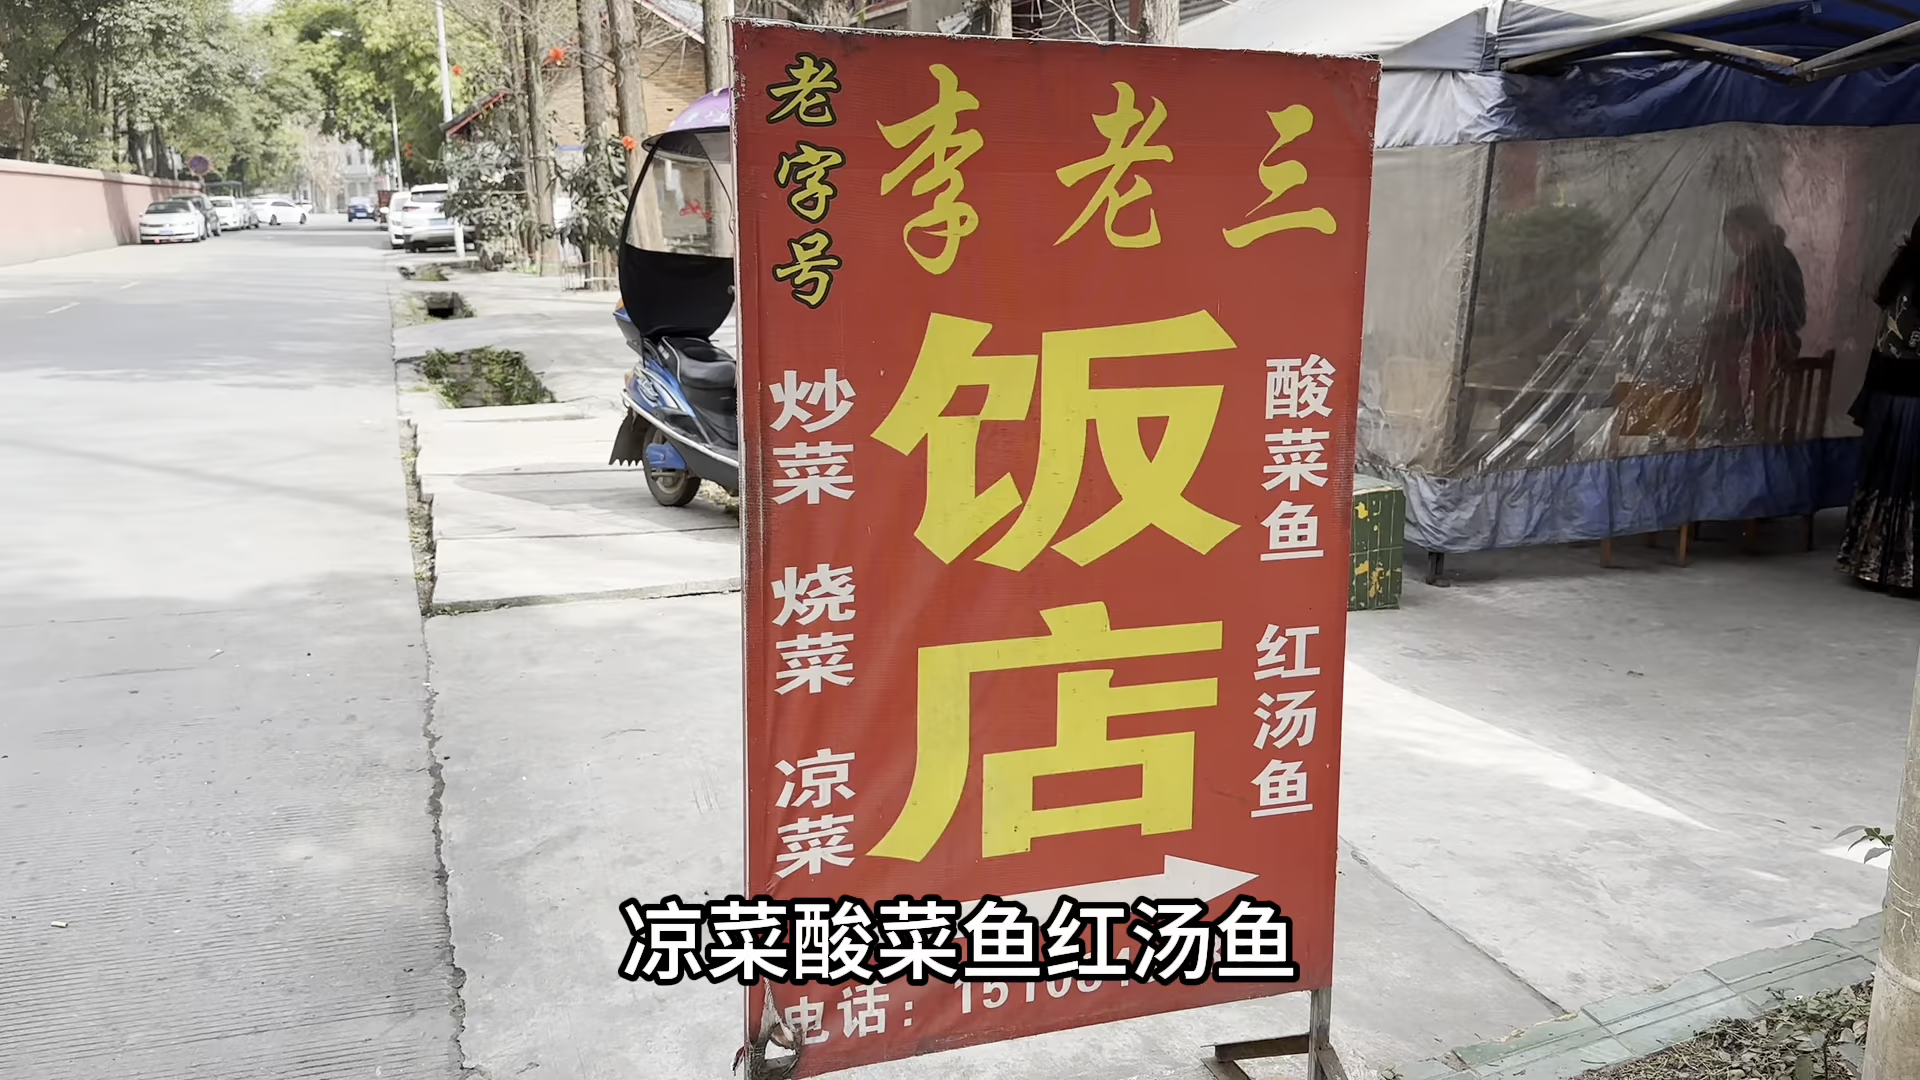 老字号
李老三
饭店
炒菜
烧菜
凉菜
酸菜鱼
红汤鱼
凉菜酸菜鱼红汤鱼
电话：